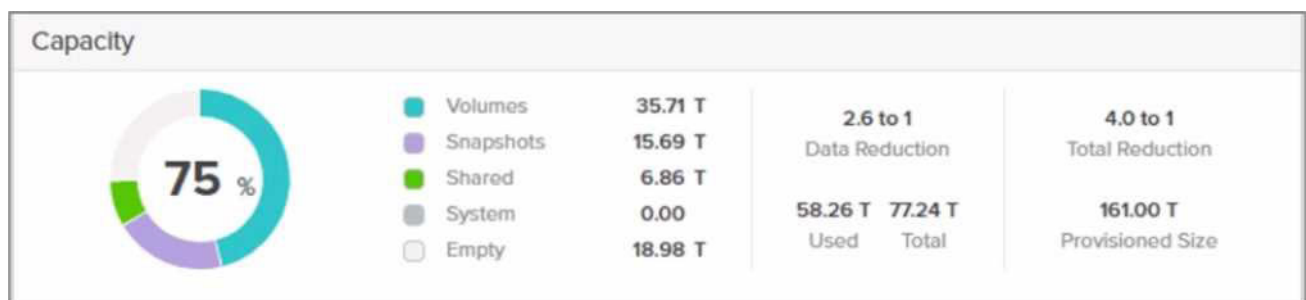 Capacity
75 %
Volumes 35.71 T
Snapshots 15.69 T
Shared 6.86 T
System 0.00
Empty 18.98 T
2.6 to 1
Data Reduction
58.26 T 77.24 T
Used Total
4.0 to 1
Total Reduction
161.00 T
Provisioned Size